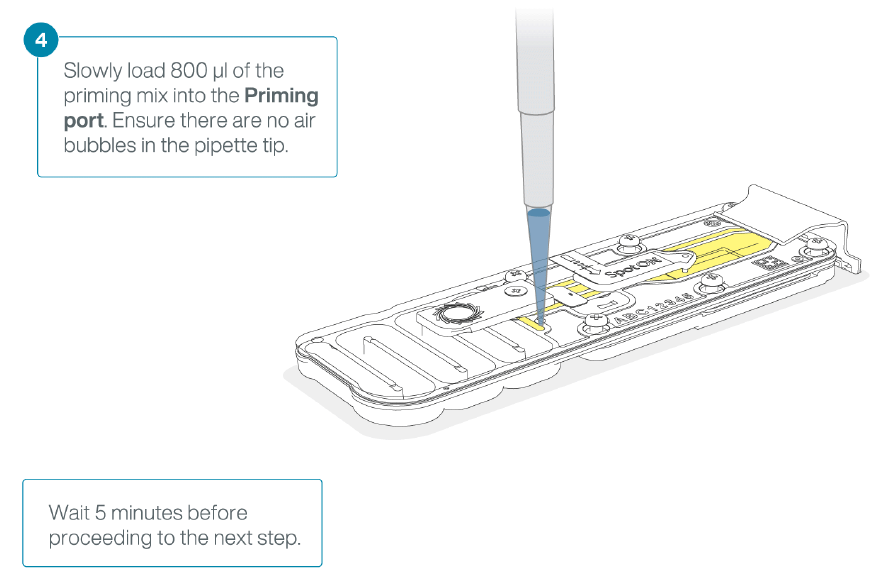 4
Slowly load 800 µl of the
priming mix into the Priming
port. Ensure there are no air
bubbles in the pipette tip.
SpotON
ABC12345
Wait 5 minutes before
proceeding to the next step.